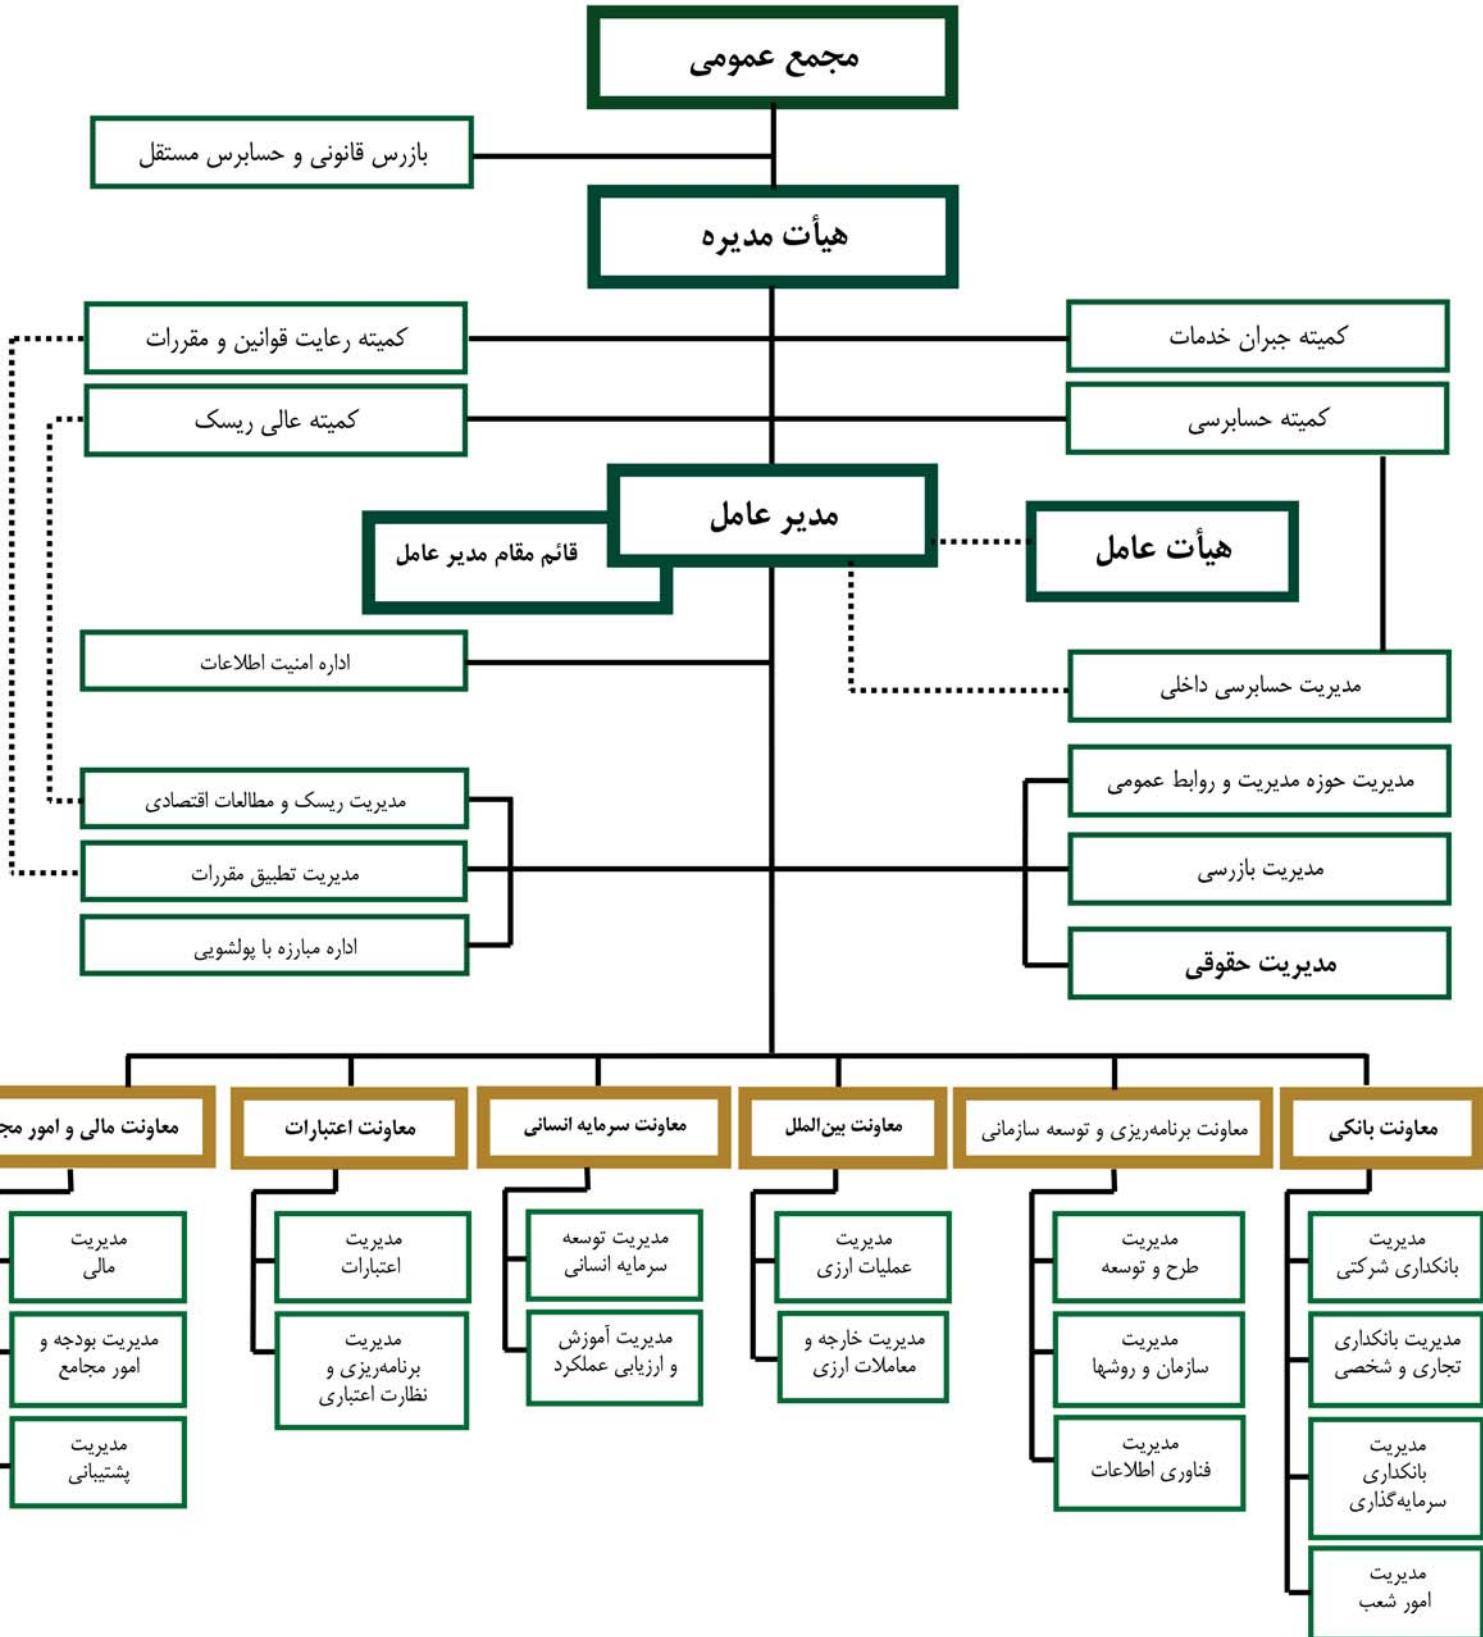 مجمع عمومی
بازرس قانونی و حسابرس مستقل
هیأت مدیره
کمیته جبران خدمات
کمیته رعایت قوانین و مقررات
کمیته حسابرسی
کمیته عالی ریسک
مدیر عامل
هیأت عامل
قائم مقام مدیر عامل
اداره امنیت اطلاعات
مدیریت حسابرسی داخلی
مدیریت حوزه مدیریت و روابط عمومی
مدیریت ریسک و مطالعات اقتصادی
مدیریت بازرسی
مدیریت تطبیق مقررات
مدیریت حقوقی
اداره مبارزه با پولشویی
معاونت بانکی
معاونت برنامه‌ریزی و توسعه سازمانی
معاونت بین‌الملل
معاونت سرمایه انسانی
معاونت اعتبارات
معاونت مالی و امور
مدیریت
بانکداری شرکتی
مدیریت بانکداری
تجاری و شخصی
مدیریت
بانکداری
سرمایه‌گذاری
مدیریت
امور شعب
مدیریت
طرح و توسعه
مدیریت
سازمان و روشها
مدیریت
فناوری اطلاعات
مدیریت
عملیات ارزی
مدیریت خارجه و
معاملات ارزی
مدیریت توسعه
سرمایه انسانی
مدیریت آموزش
و ارزیابی عملکرد
مدیریت
اعتبارات
مدیریت
برنامه‌ریزی و
نظارت اعتباری
مدیریت
مالی
مدیریت بودجه و
امور مجامع
مدیریت
پشتیبانی